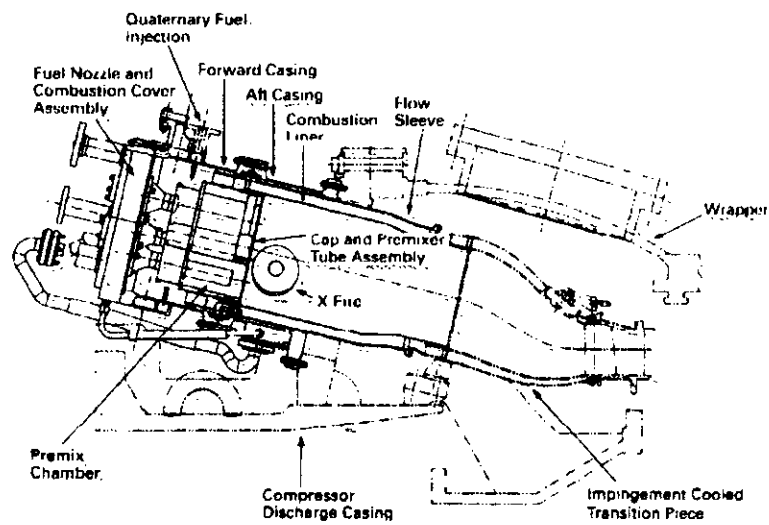 Quaternary Fuel
Injection
Fuel Nozzle and
Combustion Cover
Assembly
Forward Casing
Aft Casing
Combustion
Liner
Flow
Sleeve
Wrapper
Cap and Premixer
Tube Assembly
X Fire
Premix
Chamber
Compressor
Discharge Casing
Impingement Cooled
Transition Piece